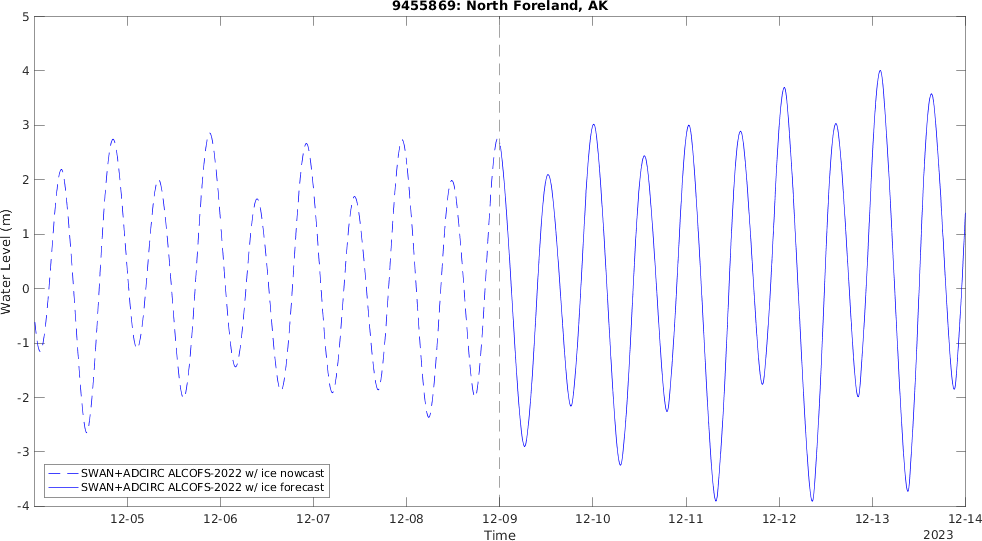 9455869: North Foreland, AK
5
4
3
2
1
0
-1
-2
-3
-4
Water Level (m)
SWAN+ADCIRC ALCOFS-2022 w/ ice nowcast
SWAN+ADCIRC ALCOFS-2022 w/ ice forecast
12-05 12-06 12-07 12-08 12-09 12-10 12-11 12-12 12-13 12-14
Time
2023